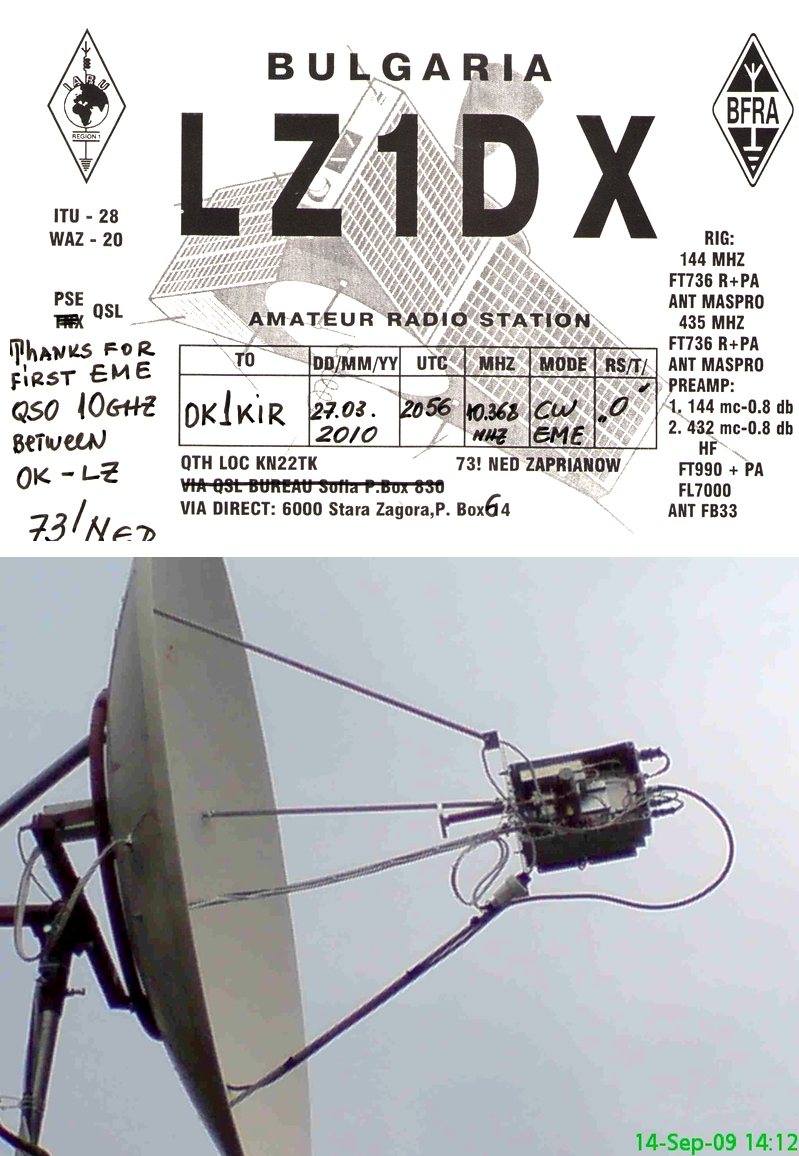 BULGARIA
LZ1DX
IARU
REGION 1
BFRA
ITU - 28
WAZ - 20
PSE QSL
THANKS FOR
FIRST EME
QSO 10GHZ
BETWEEN
OK - LZ
73! NED
AMATEUR RADIO STATION
TO DD/MM/YY UTC MHZ MODE RS/T/
OK1KIR 27.03. 2010 2056 10.368 MHZ CW EME „O"
QTH LOC KN22TK 73! NED ZAPRIANOW
VIA QSL BUREAU Sofia P.Box 830
VIA DIRECT: 6000 Stara Zagora,P. Box 64
RIG:
144 MHZ
FT736 R+PA
ANT MASPRO
435 MHZ
FT736 R+PA
ANT MASPRO
PREAMP:
1. 144 mc-0.8 db
2. 432 mc-0.8 db
HF
FT990 + PA
FL7000
ANT FB33
14-Sep-09 14:12